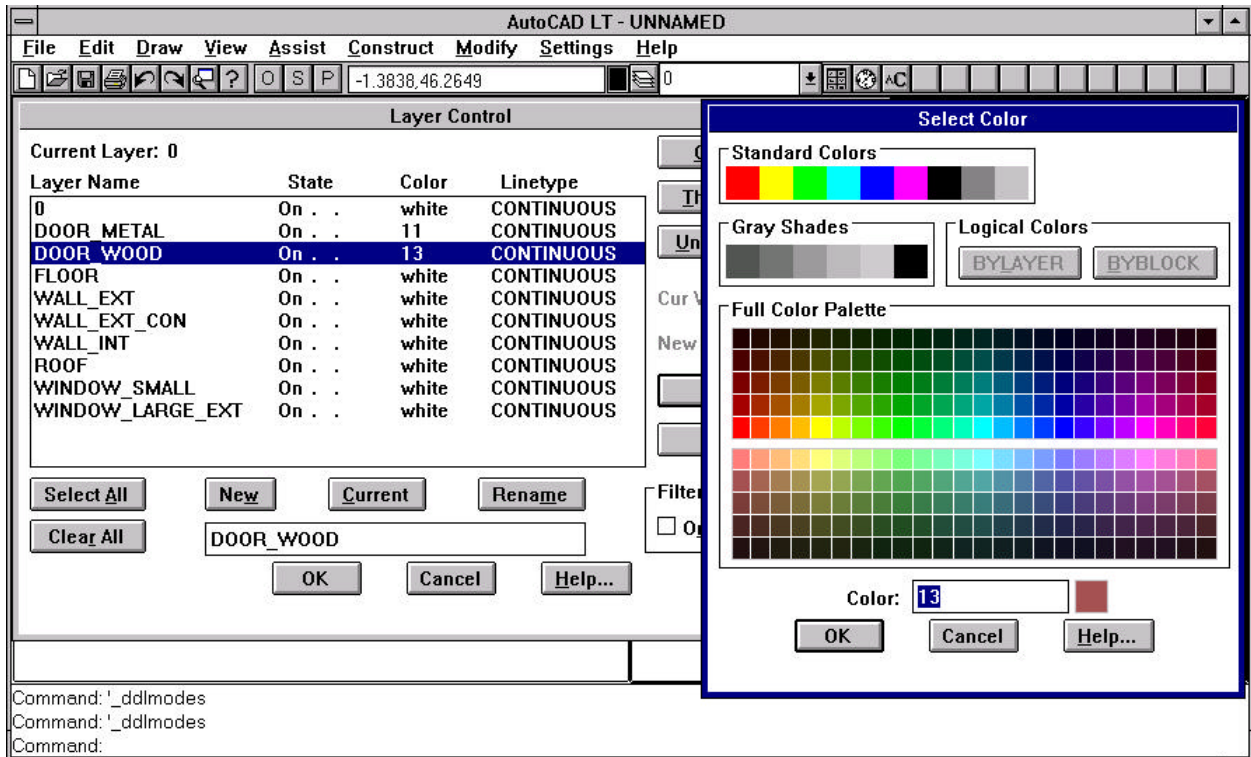 AutoCAD LT - UNNAMED
File Edit Draw View Assist Construct Modify Settings Help
? O S P -1.3838,46.2649 0 AC
Layer Control
Current Layer: 0
Layer Name State Color Linetype
0 On . . white CONTINUOUS
DOOR_METAL On . . 11 CONTINUOUS
DOOR_WOOD On . . 13 CONTINUOUS
FLOOR On . . white CONTINUOUS
WALL_EXT On . . white CONTINUOUS
WALL_EXT_CON On . . white CONTINUOUS
WALL_INT On . . white CONTINUOUS
ROOF On . . white CONTINUOUS
WINDOW_SMALL On . . white CONTINUOUS
WINDOW_LARGE_EXT On . . white CONTINUOUS
Select All New Current Rename
Clear All DOOR_WOOD
OK Cancel Help...
Un
Cur
New
Filter
Select Color
Standard Colors
Gray Shades Logical Colors
BYLAYER BYBLOCK
Full Color Palette
Color: 13
OK Cancel Help...
Command: '_ddlmodes
Command: '_ddlmodes
Command: